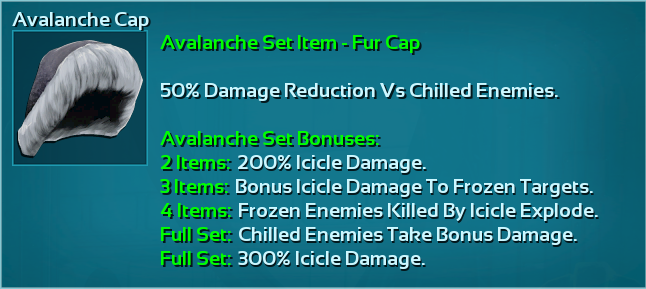 Avalanche Cap
Avalanche Set Item - Fur Cap
50% Damage Reduction Vs Chilled Enemies.
Avalanche Set Bonuses:
2 Items: 200% Icicle Damage.
3 Items: Bonus Icicle Damage To Frozen Targets.
4 Items: Frozen Enemies Killed By Icicle Explode.
Full Set: Chilled Enemies Take Bonus Damage.
Full Set: 300% Icicle Damage.